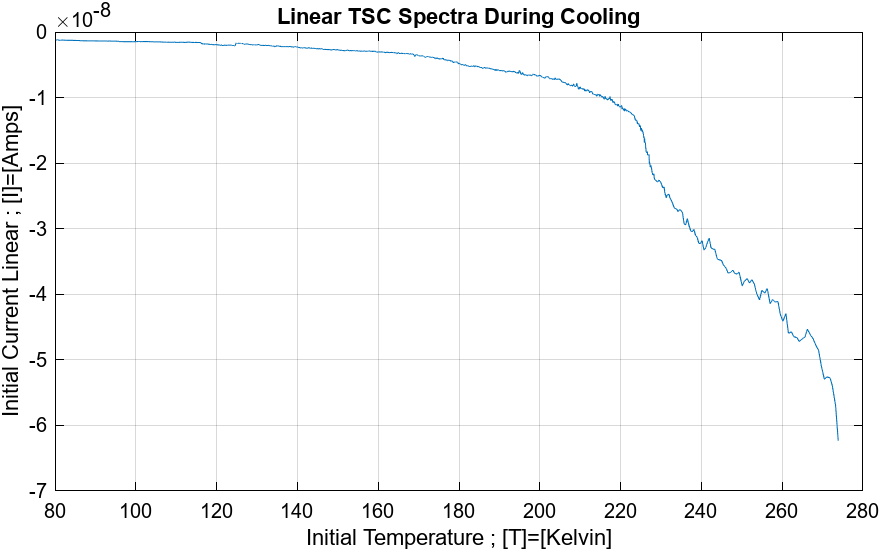 Linear TSC Spectra During Cooling
×10-8
0
-1
-2
-3
-4
-5
-6
-7
Initial Current Linear ; [I]=[Amps]
80 100 120 140 160 180 200 220 240 260 280
Initial Temperature ; [T]=[Kelvin]